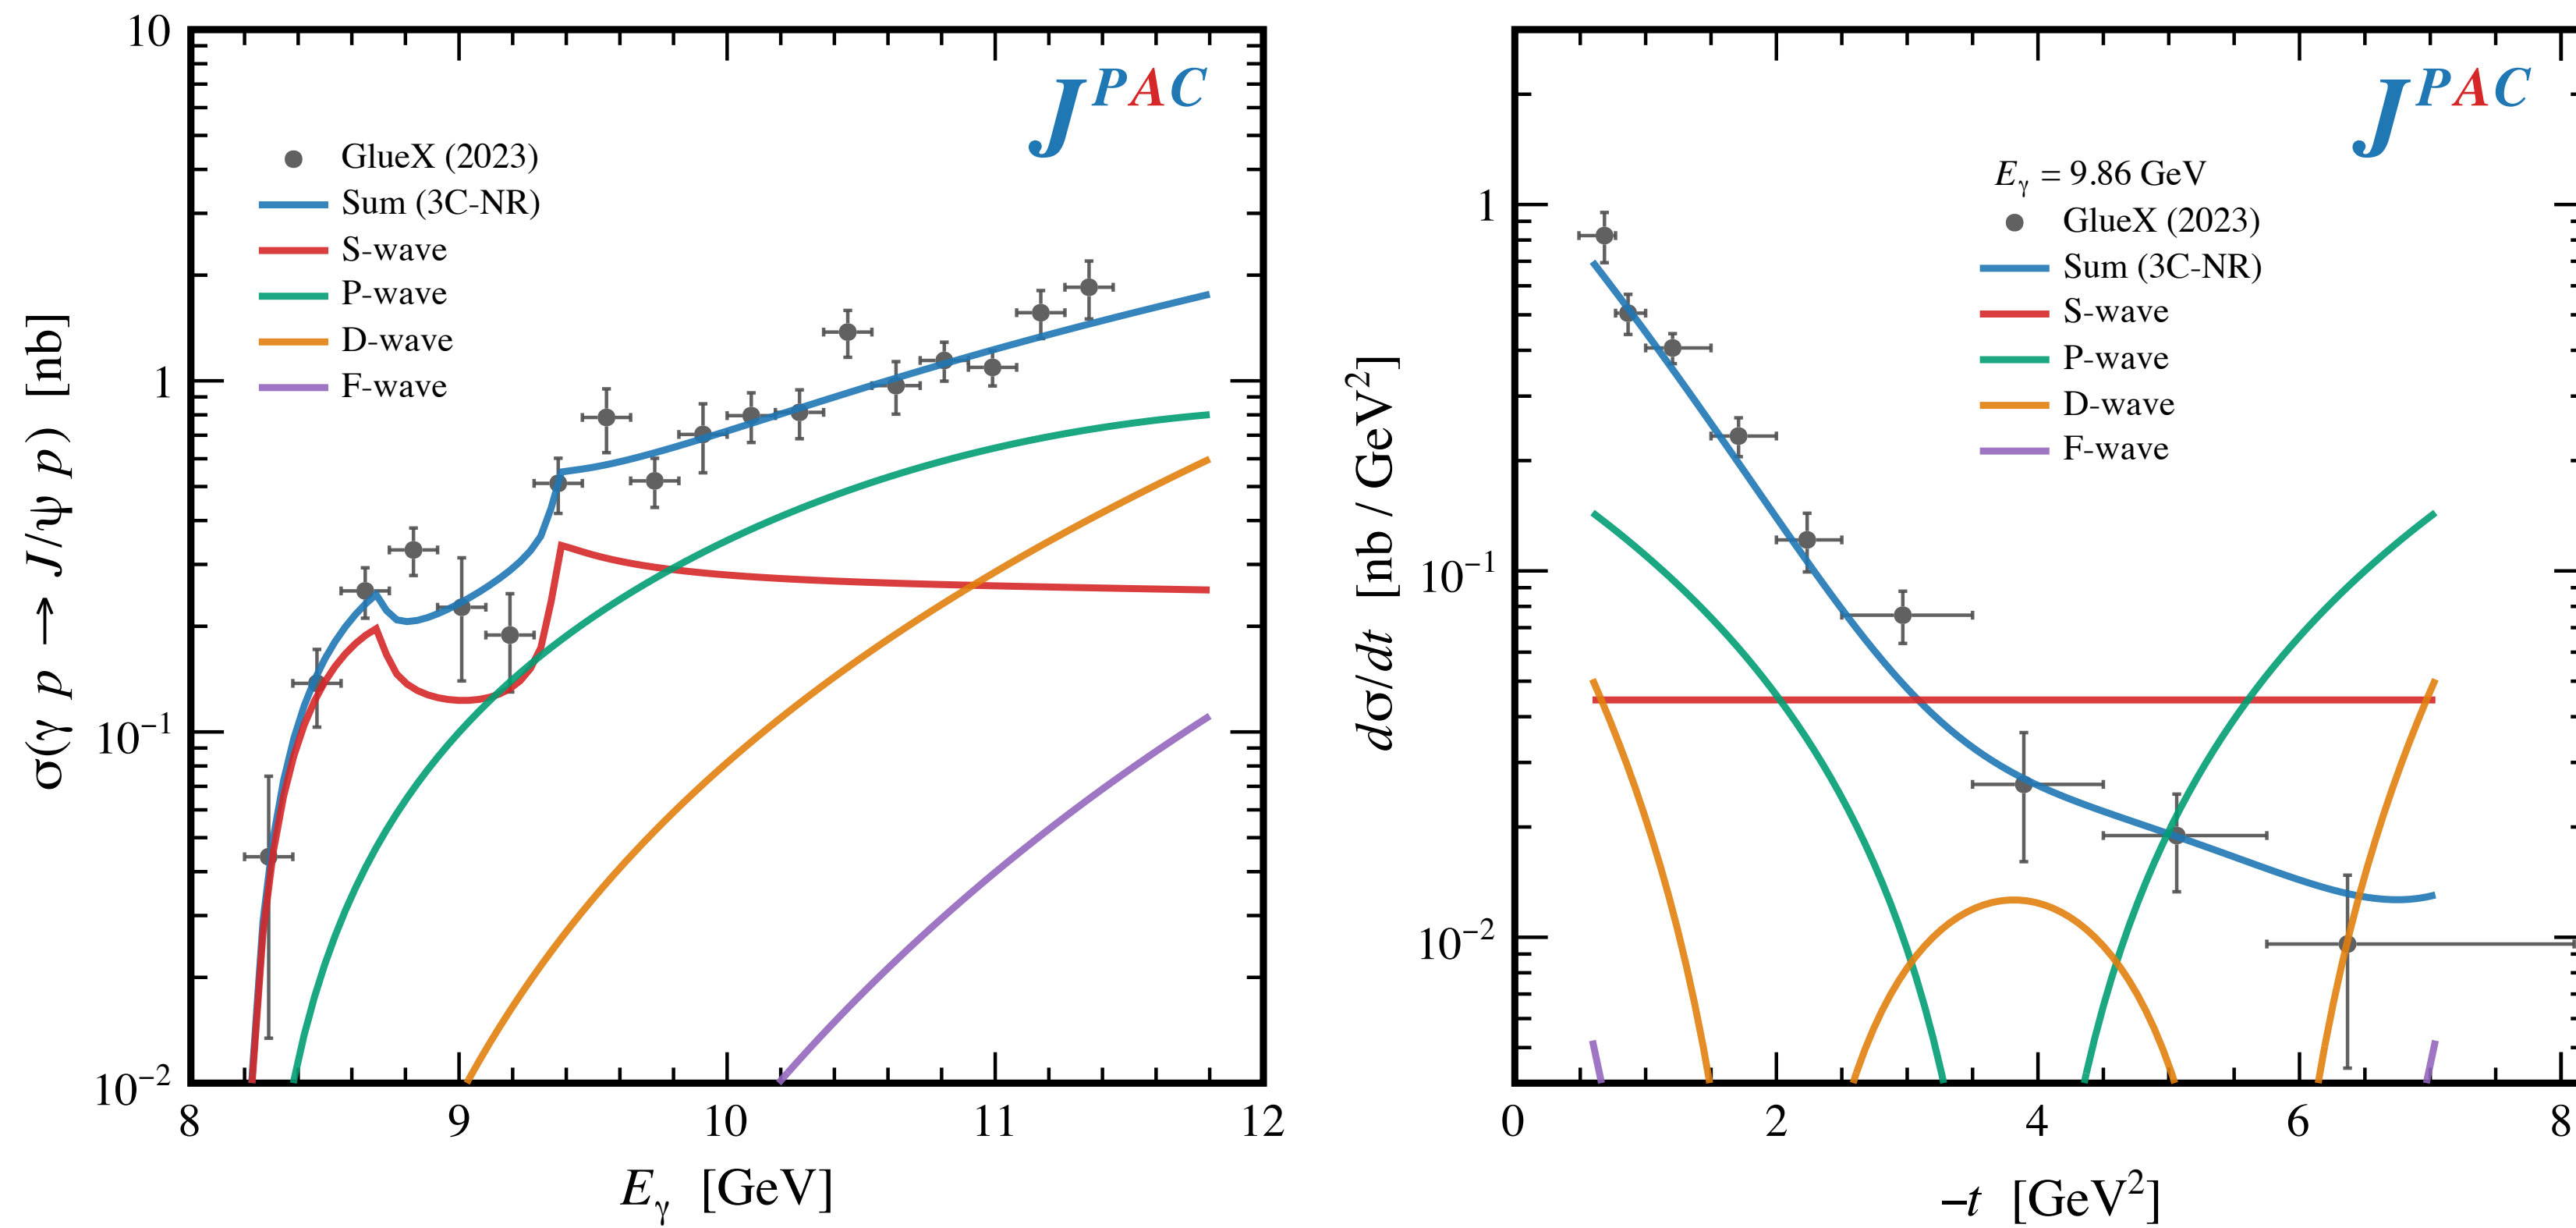 10
1
10⁻¹
10⁻²
8
9
10
11
12
σ(γ p → J/ψ p) [nb]
E_γ [GeV]
J^PAC
GlueX (2023)
Sum (3C-NR)
S-wave
P-wave
D-wave
F-wave
1
10⁻¹
10⁻²
0
2
4
6
8
dσ/dt [nb / GeV²]
−t [GeV²]
J^PAC
E_γ = 9.86 GeV
GlueX (2023)
Sum (3C-NR)
S-wave
P-wave
D-wave
F-wave